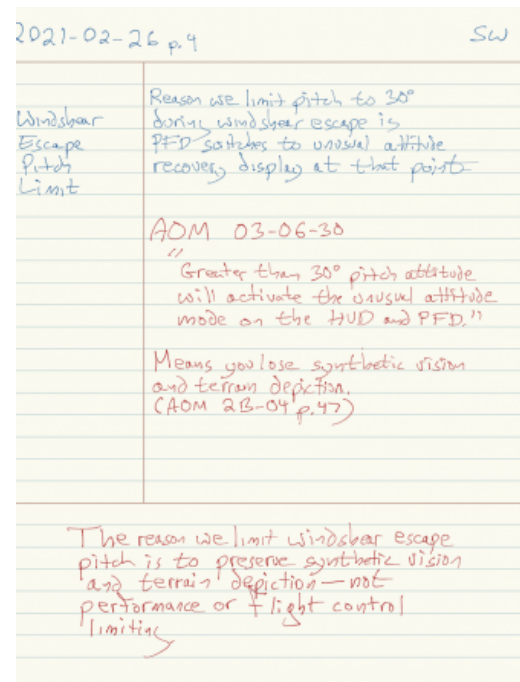 2021-02-26 p.4
SW
Windshear
Escape
Pitch
Limit
Reason we limit pitch to 30°
during windshear escape is
PFD switches to unusual attitude
recovery display at that point
AOM 03-06-30
"
Greater than 30° pitch attitude
will activate the unusual attitude
mode on the HUD and PFD."
Means you lose synthetic vision
and terrain depiction.
(AOM 2B-04 p.47)
The reason we limit windshear escape
pitch is to preserve synthetic vision
and terrain depiction—not
performance or flight control
limiting